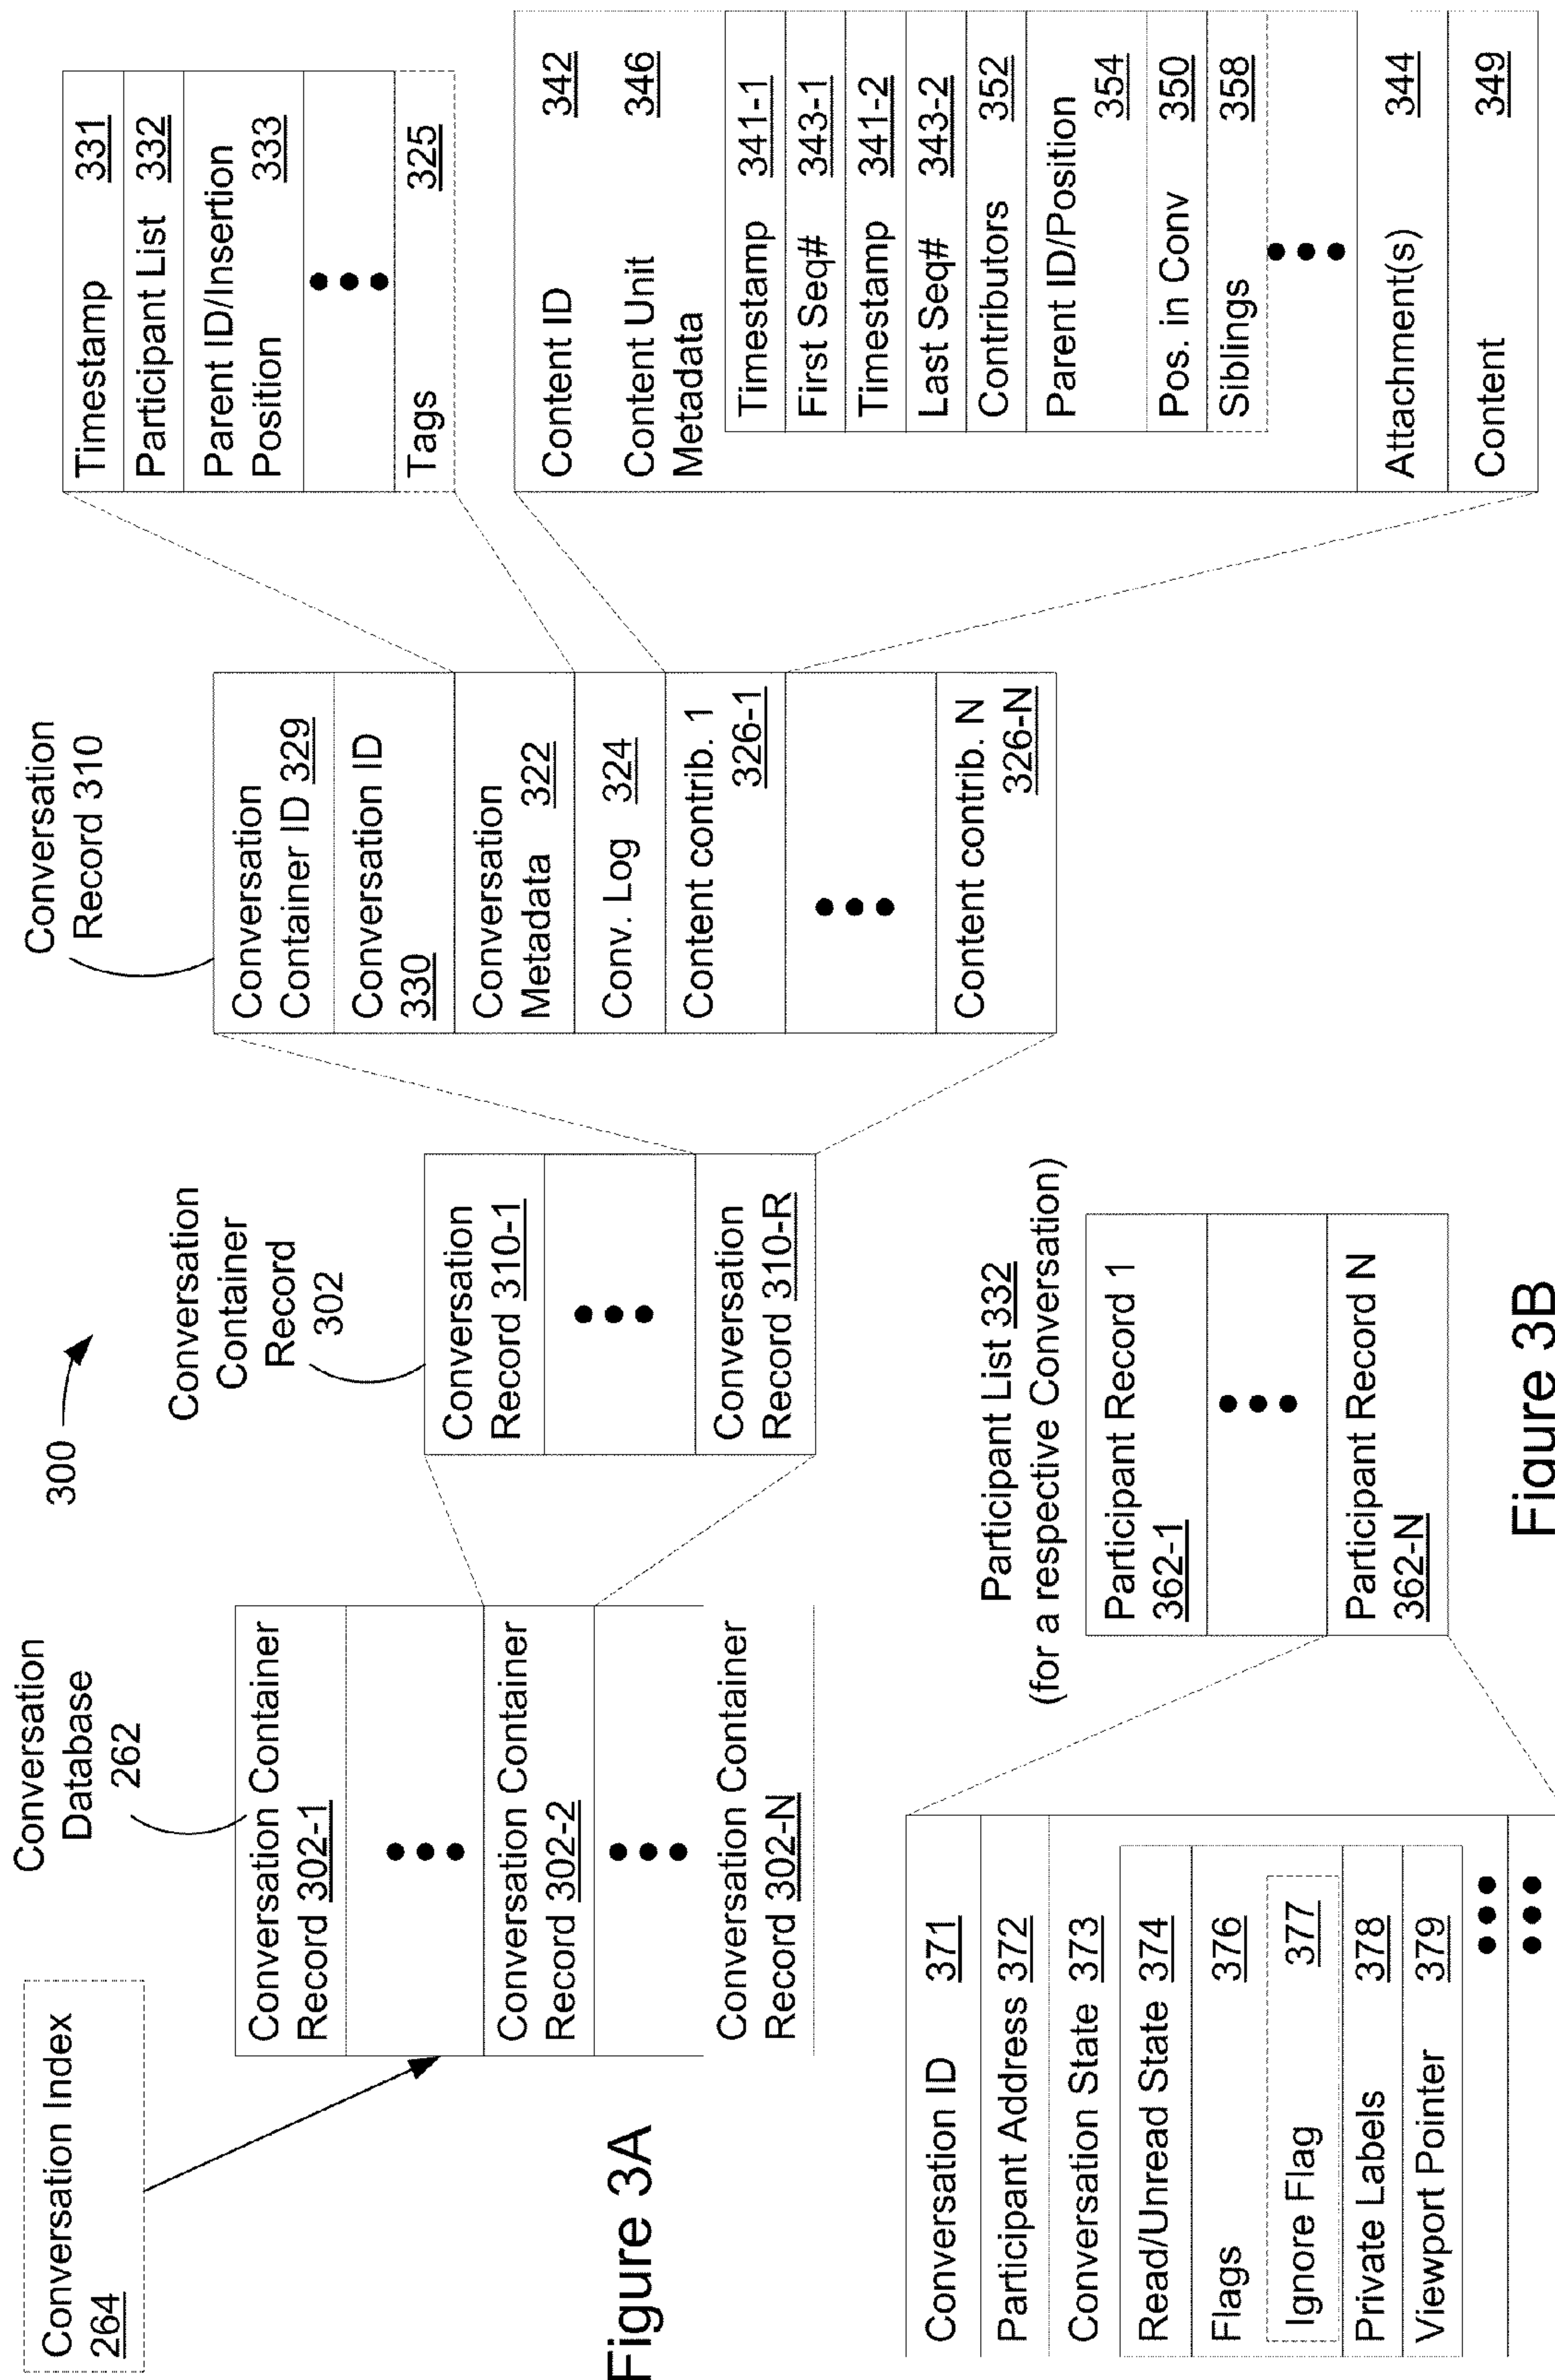 300
Conversation Index
264
Conversation
Database
262
Conversation Container
Record 302-1
Conversation Container
Record 302-2
Conversation Container
Record 302-N
Conversation
Container
Record
302
Conversation
Record 310-1
Conversation
Record 310-R
Conversation
Record 310
Conversation
Container ID 329
Conversation ID
330
Conversation
Metadata 322
Conv. Log 324
Content contrib. 1
326-1
Content contrib. N
326-N
Timestamp 331
Participant List 332
Parent ID/Insertion
Position 333
Tags 325
Content ID 342
Content Unit 346
Metadata
Timestamp 341-1
First Seq# 343-1
Timestamp 341-2
Last Seq# 343-2
Contributors 352
Parent ID/Position
354
Pos. in Conv 350
Siblings 358
Attachment(s) 344
Content 349
Figure 3A
Participant List 332
(for a respective Conversation)
Participant Record 1
362-1
Participant Record N
362-N
Conversation ID 371
Participant Address 372
Conversation State 373
Read/Unread State 374
Flags 376
Ignore Flag 377
Private Labels 378
Viewport Pointer 379
Figure 3B